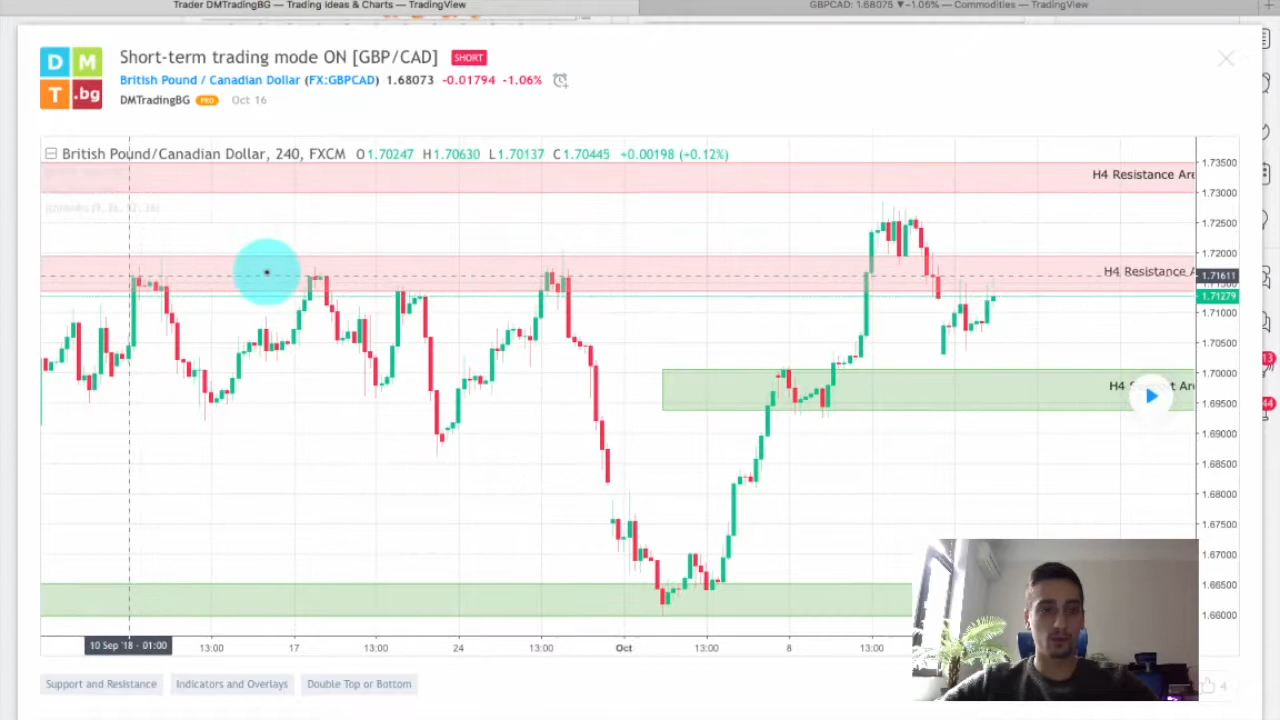 Trader DMTradingBG — Trading Ideas & Charts — TradingView
GBPCAD: 1.68075 ▼−1.05% — Commodities — TradingView
D M
T .bg
Short-term trading mode ON [GBP/CAD] SHORT
British Pound / Canadian Dollar (FX:GBPCAD) 1.68073 -0.01794 -1.06%
DMTradingBG PRO Oct 16
British Pound/Canadian Dollar, 240, FXCM O1.70247 H1.70630 L1.70137 C1.70445 +0.00198 (+0.12%)
1.73500
H4 Resistance Are
1.73000
1.72500
1.72000
H4 Resistance A
1.71611
1.71279
1.71000
1.70500
13
1.70000
H4 S
t Are
1.69500
44
1.69000
1.68500
1.68000
1.67500
1.67000
1.66500
1.66000
10 Sep '18 - 01:00 13:00 17 13:00 24 13:00 Oct 13:00 8 13:00
Support and Resistance Indicators and Overlays Double Top or Bottom
4